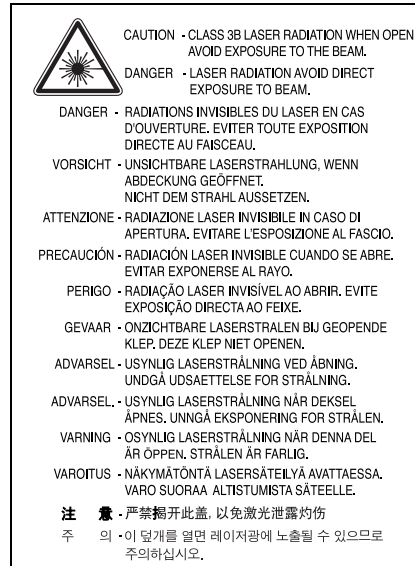 CAUTION - CLASS 3B LASER RADIATION WHEN OPEN
AVOID EXPOSURE TO THE BEAM.
DANGER - LASER RADIATION AVOID DIRECT
EXPOSURE TO BEAM.
DANGER - RADIATIONS INVISIBLES DU LASER EN CAS
D'OUVERTURE. EVITER TOUTE EXPOSITION
DIRECTE AU FAISCEAU.
VORSICHT - UNSICHTBARE LASERSTRAHLUNG, WENN
ABDECKUNG GEÖFFNET.
NICHT DEM STRAHL AUSSETZEN.
ATTENZIONE - RADIAZIONE LASER INVISIBILE IN CASO DI
APERTURA. EVITARE L'ESPOSIZIONE AL FASCIO.
PRECAUCIÓN - RADIACIÓN LASER INVISIBLE CUANDO SE ABRE.
EVITAR EXPONERSE AL RAYO.
PERIGO - RADIAÇÃO LASER INVISÍVEL AO ABRIR. EVITE
EXPOSIÇÃO DIRECTA AO FEIXE.
GEVAAR - ONZICHTBARE LASERSTRALEN BIJ GEOPENDE
KLEP. DEZE KLEP NIET OPENEN.
ADVARSEL - USYNLIG LASERSTRÅLNING VED ÅBNING.
UNDGÅ UDSAETTELSE FOR STRÅLNING.
ADVARSEL. - USYNLIG LASERSTRÅLNING NÅR DEKSEL
ÅPNES. UNNGÅ EKSPONERING FOR STRÅLEN.
VARNING - OSYNLIG LASERSTRÅLNING NÄR DENNA DEL
ÄR ÖPPEN. STRÅLEN ÄR FARLIG.
VAROITUS - NÄKYMÄTÖNTÄ LASERSÄTEILYÄ AVATTAESSA.
VARO SUORAA ALTISTUMISTA SÄTEELLE.
注 意 - 严禁揭开此盖, 以免激光泄露灼伤
주 의 - 이 덮개를 열면 레이저광에 노출될 수 있으므로
주의하십시오.